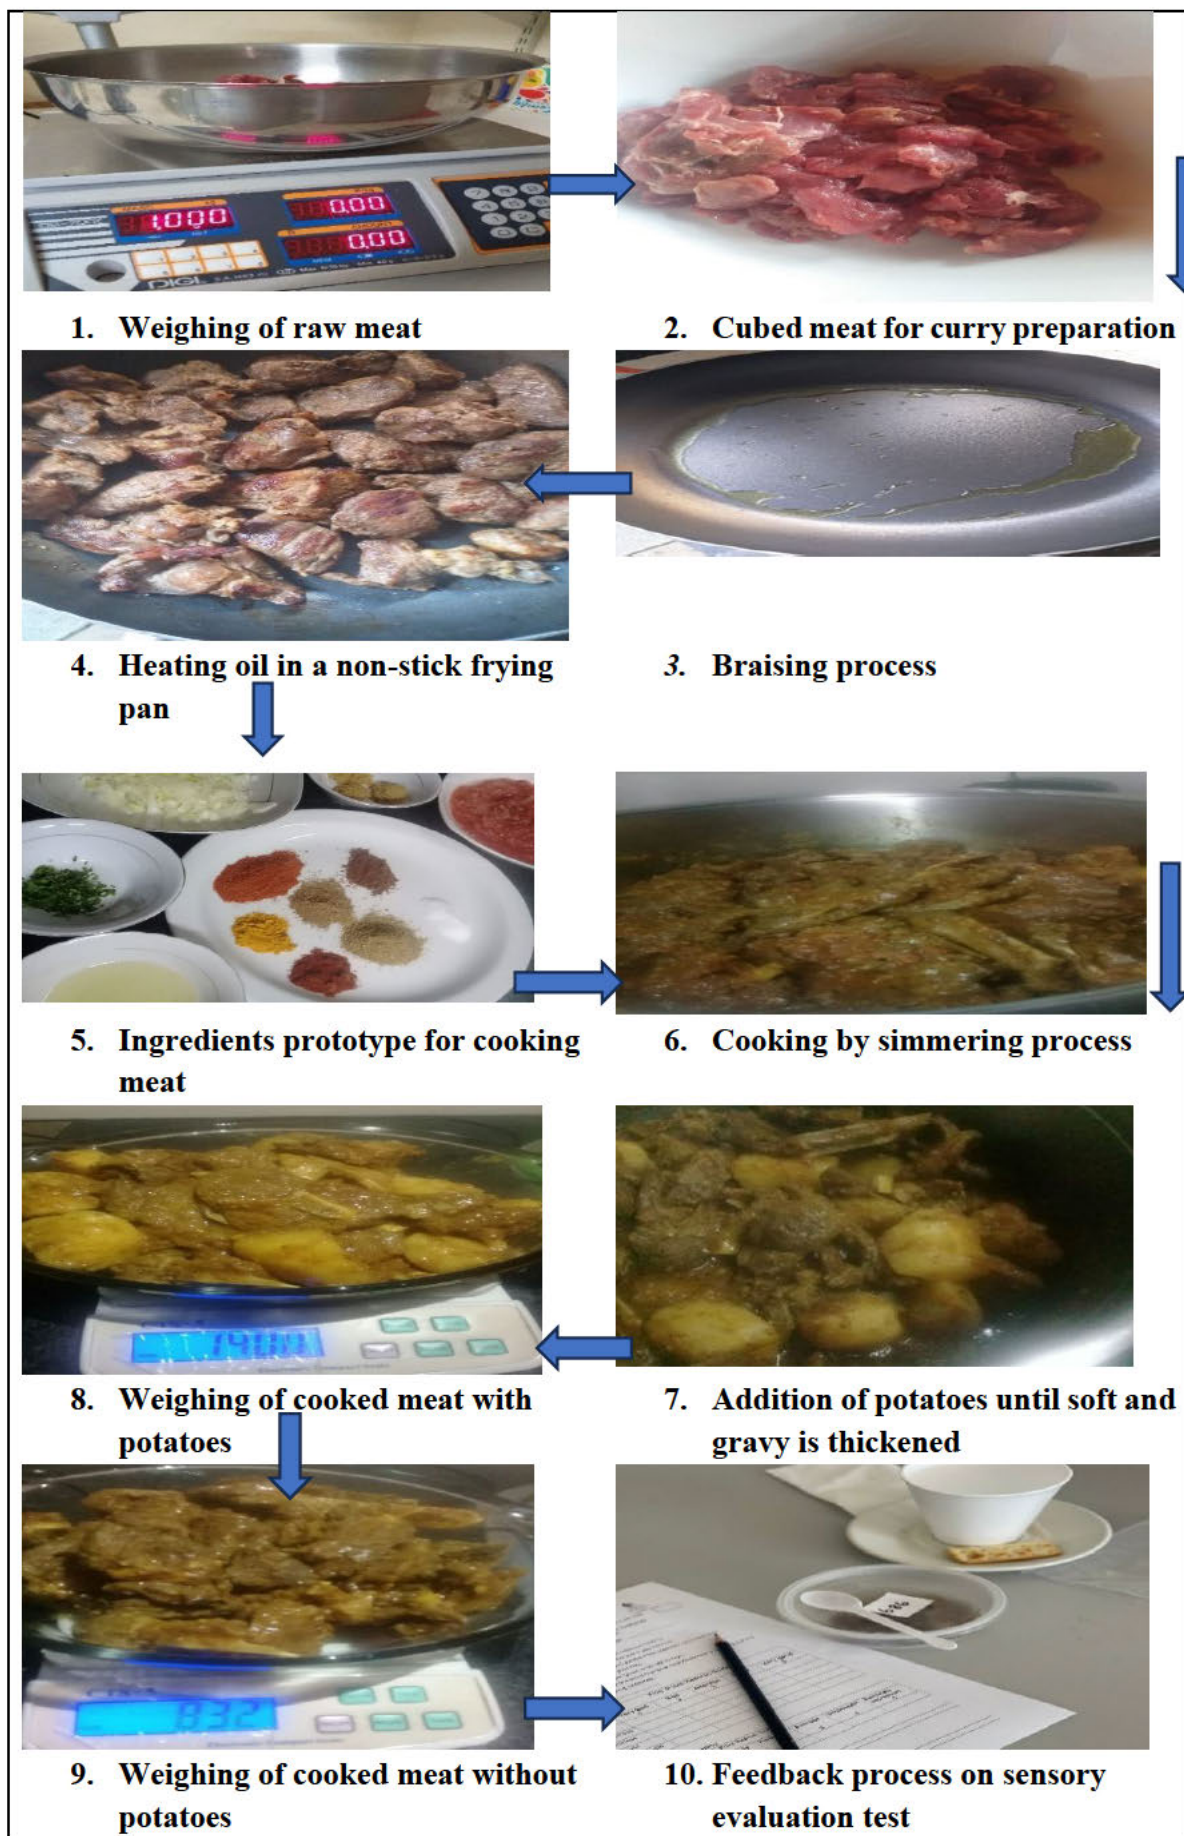 1.000
0.00
0.00
DIGI
1. Weighing of raw meat
2. Cubed meat for curry preparation
4. Heating oil in a non-stick frying
pan
3. Braising process
5. Ingredients prototype for cooking
meat
6. Cooking by simmering process
8. Weighing of cooked meat with
potatoes
7. Addition of potatoes until soft and
gravy is thickened
832
9. Weighing of cooked meat without
potatoes
10. Feedback process on sensory
evaluation test